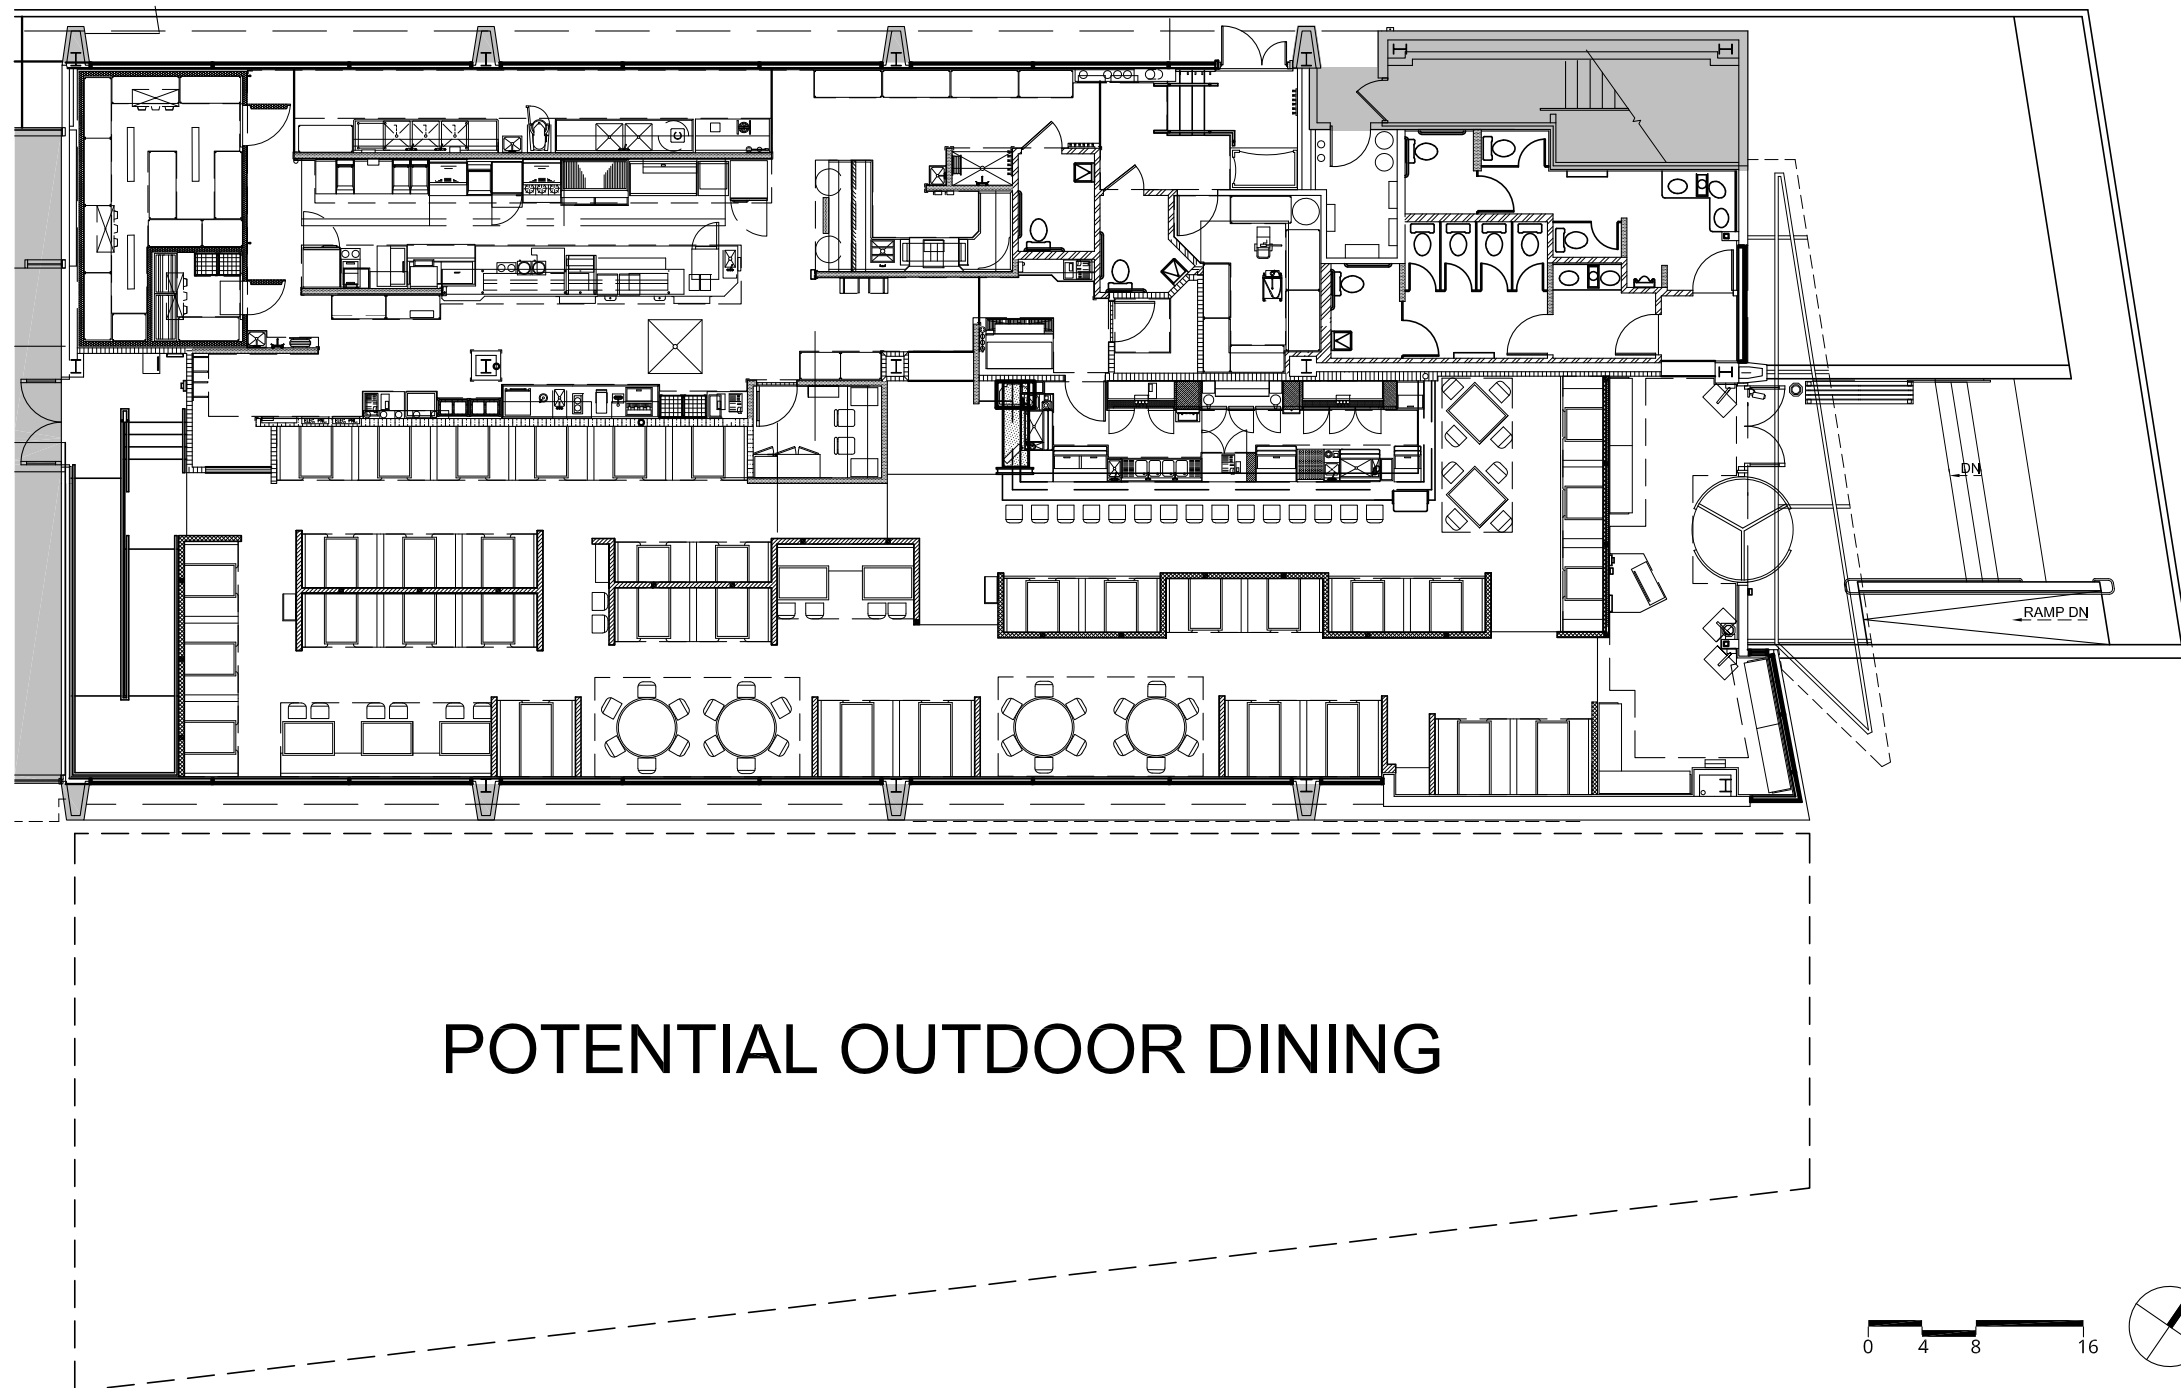 DN
RAMP DN
POTENTIAL OUTDOOR DINING
0 4 8 16